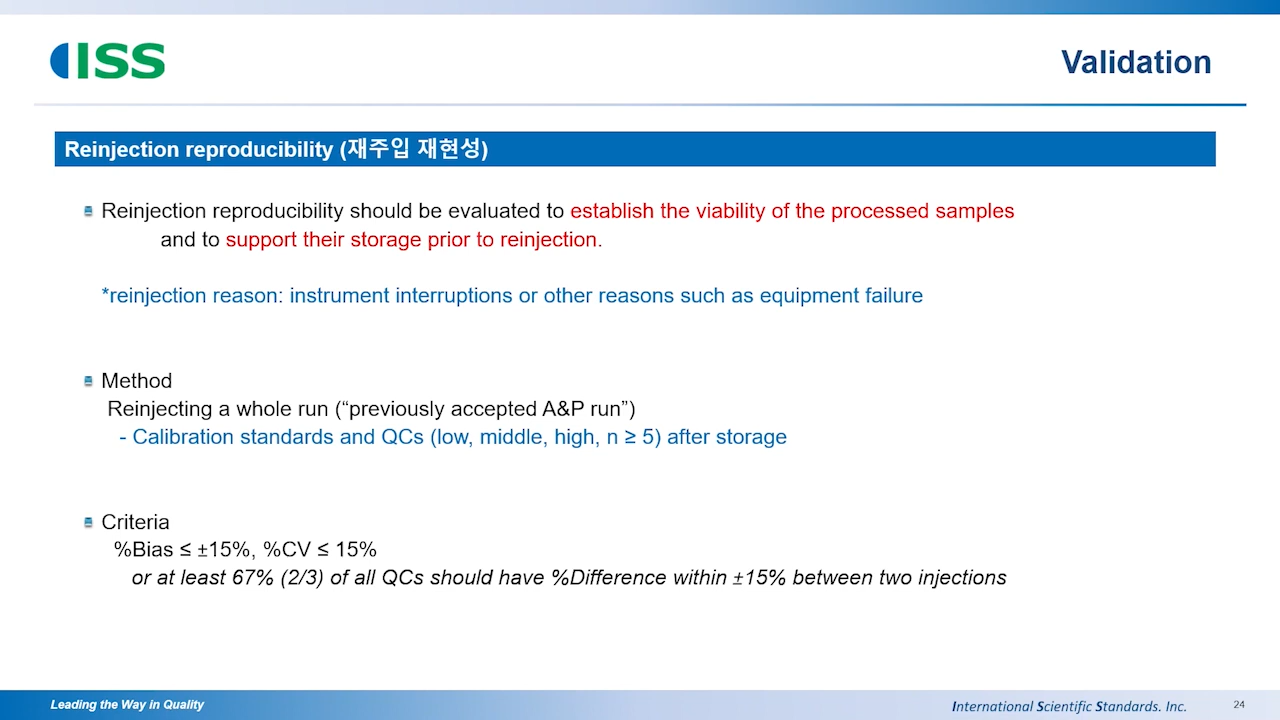 ISS
Validation
Reinjection reproducibility (재주입 재현성)
Reinjection reproducibility should be evaluated to establish the viability of the processed samples
and to support their storage prior to reinjection.
*reinjection reason: instrument interruptions or other reasons such as equipment failure
Method
Reinjecting a whole run (“previously accepted A&P run”)
- Calibration standards and QCs (low, middle, high, n ≥ 5) after storage
Criteria
%Bias ≤ ±15%, %CV ≤ 15%
or at least 67% (2/3) of all QCs should have %Difference within ±15% between two injections
Leading the Way in Quality
International Scientific Standards. Inc.
24